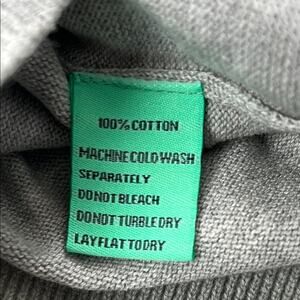 100% COTTON
MACHINE COLD WASH
SEPARATELY
DO NOT BLEACH
DO NOT TURBLE DRY
LAY FLAT TO DRY